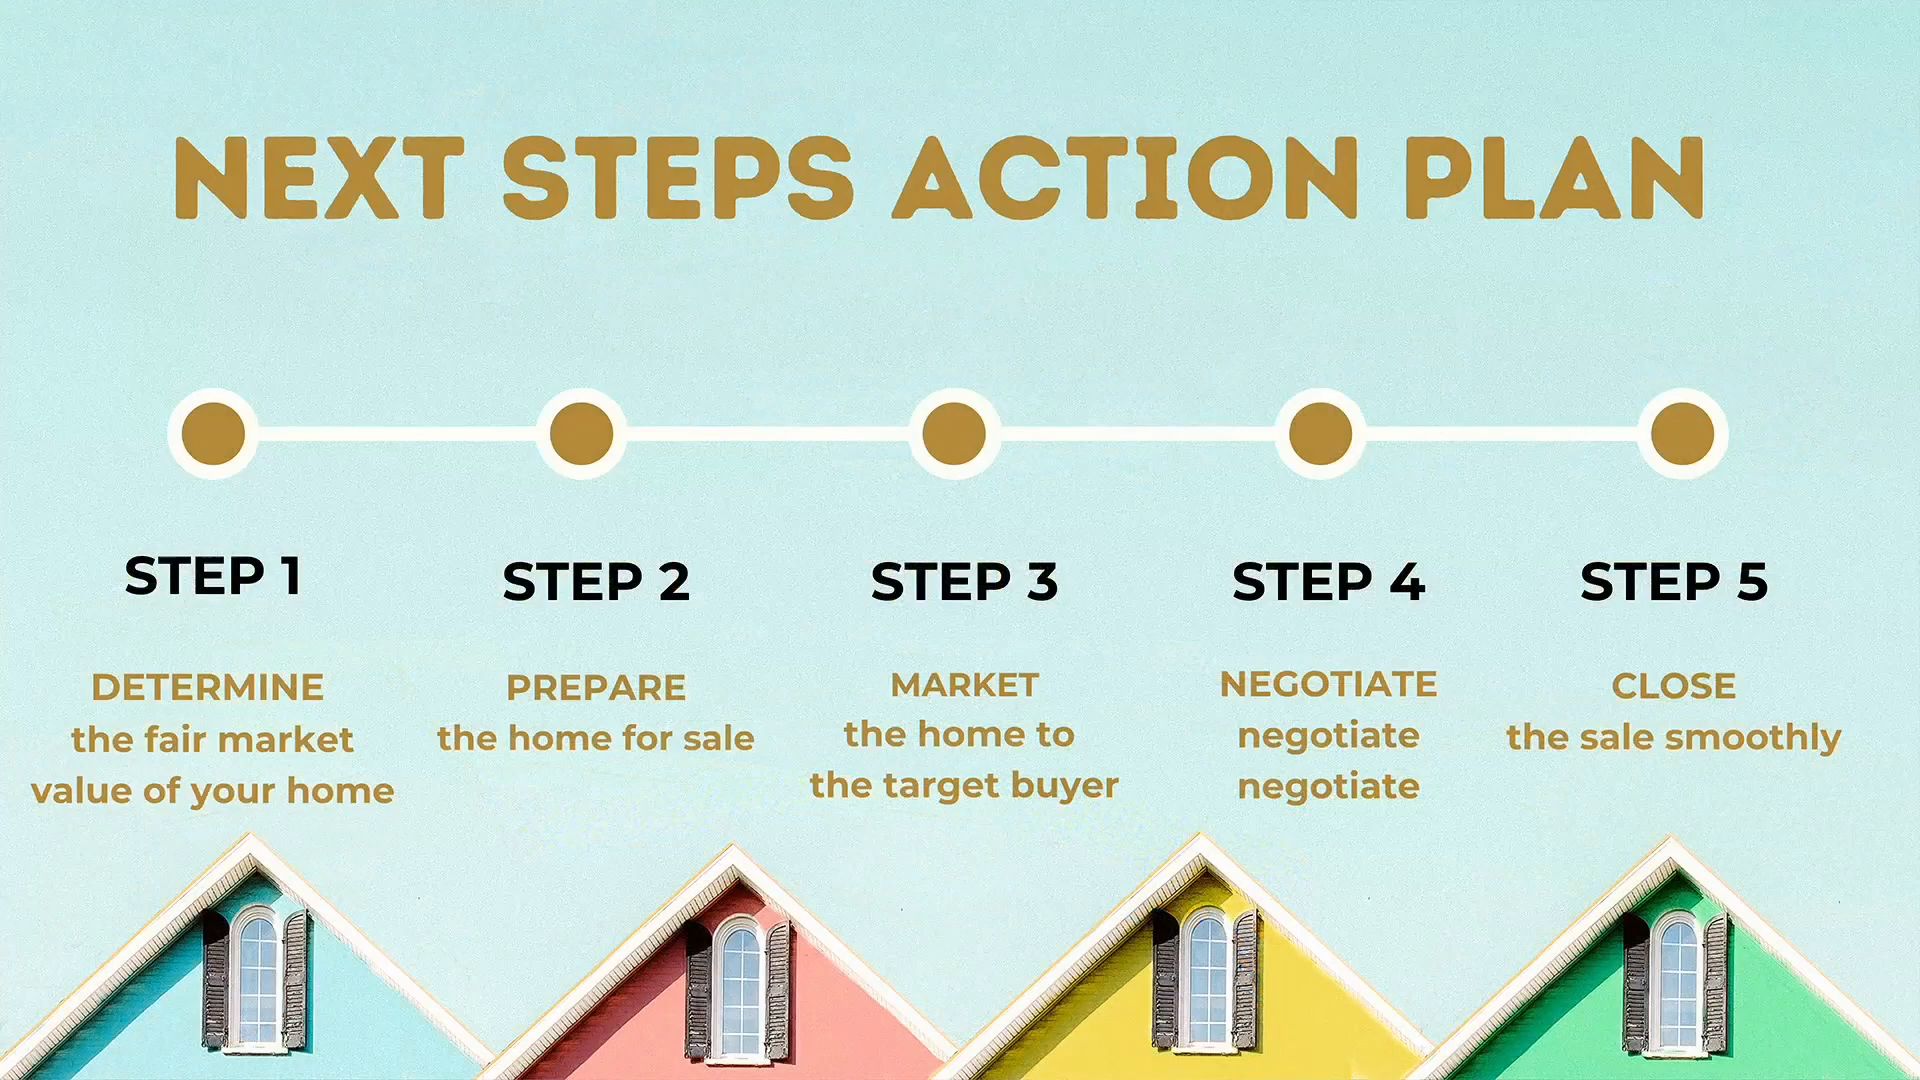 NEXT STEPS ACTION PLAN
STEP 1
DETERMINE
the fair market
value of your home
STEP 2
PREPARE
the home for sale
STEP 3
MARKET
the home to
the target buyer
STEP 4
NEGOTIATE
negotiate
negotiate
STEP 5
CLOSE
the sale smoothly